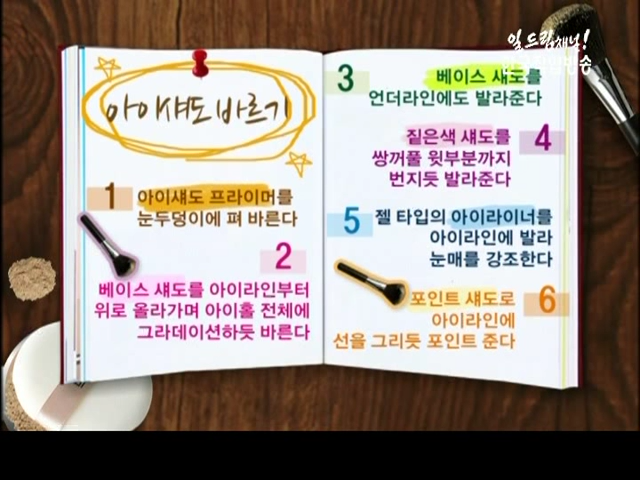 일드림채널!
아이섀도 바르기
1 아이섀도 프라이머를
눈두덩이에 펴 바른다
2
베이스 섀도를 아이라인부터
위로 올라가며 아이홀 전체에
그라데이션하듯 바른다
3 베이스 섀도를
언더라인에도 발라준다
짙은색 섀도를 4
쌍꺼풀 윗부분까지
번지듯 발라준다
5 젤 타입의 아이라이너를
아이라인에 발라
눈매를 강조한다
포인트 섀도로 6
아이라인에
선을 그리듯 포인트 준다